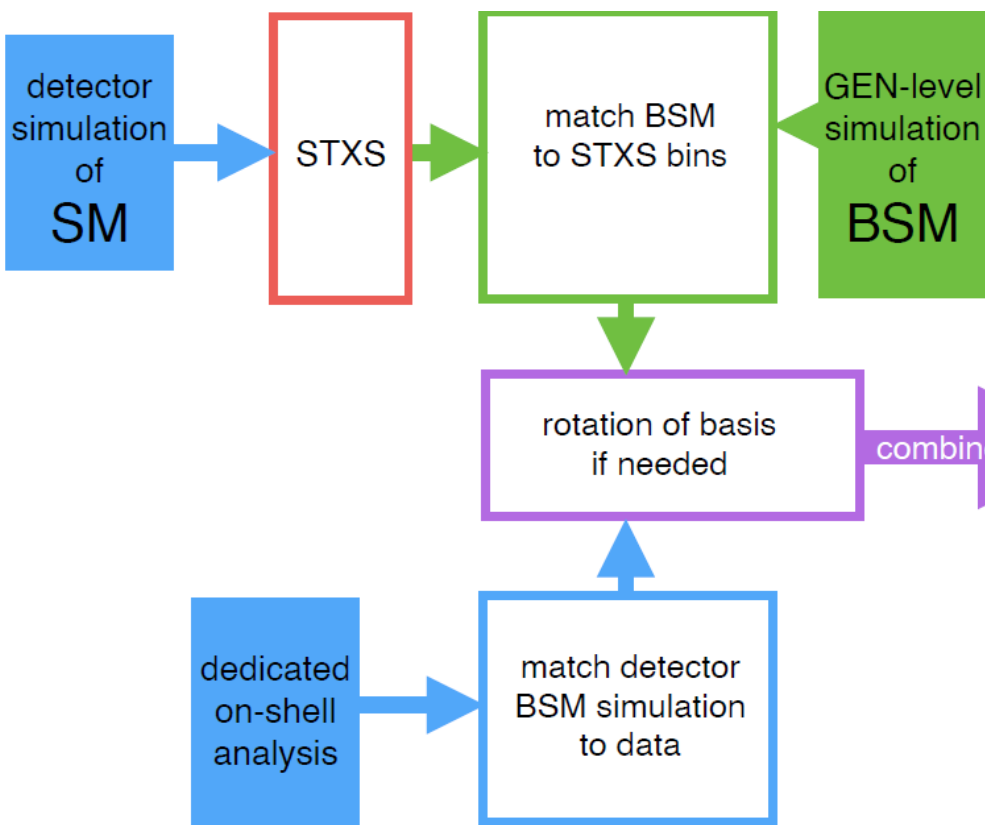 detector
simulation
of
SM
STXS
match BSM
to STXS bins
GEN-level
simulation
of
BSM
rotation of basis
if needed
combin
dedicated
on-shell
analysis
match detector
BSM simulation
to data